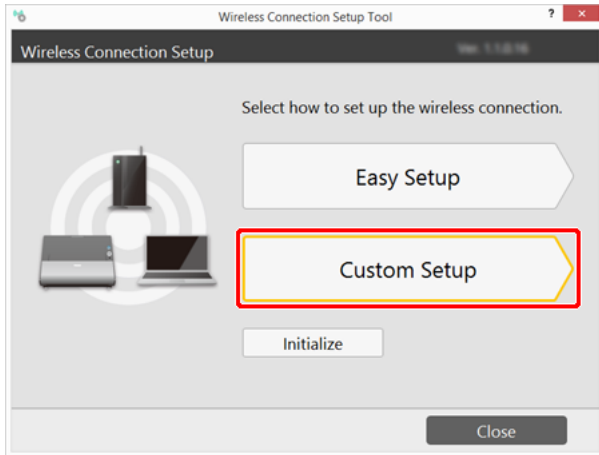 Wireless Connection Setup Tool
?
Wireless Connection Setup
Select how to set up the wireless connection.
Easy Setup
Custom Setup
Initialize
Close